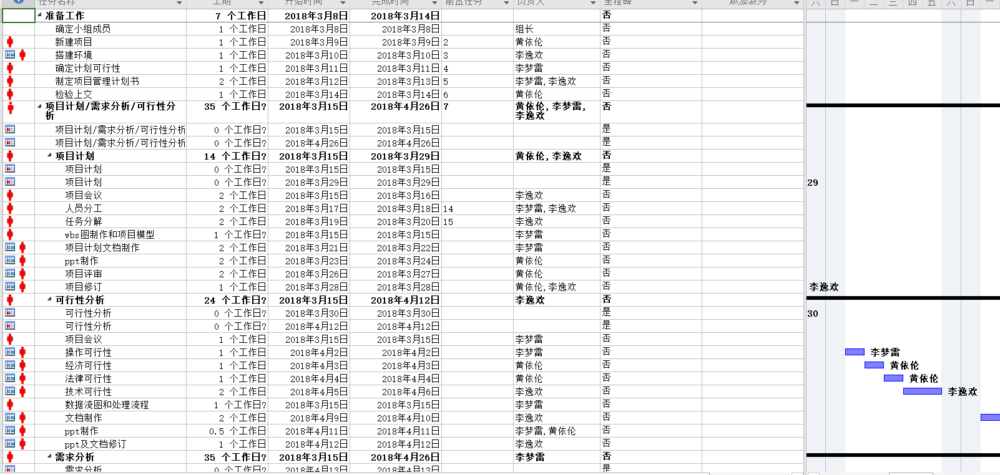 任务名称 工期 开始时间 完成时间 前置任务 负责人 里程碑 添加新列 六 日 一 二 三 四 五 六 日 一
准备工作 7 个工作日 2018年3月8日 2018年3月14日 否
确定小组成员 1 个工作日 2018年3月8日 2018年3月8日 组长 否
新建项目 1 个工作日 2018年3月9日 2018年3月9日 2 黄依伦 否
搭建环境 1 个工作日 2018年3月10日 2018年3月10日 3 李逸欢 否
确定计划可行性 1 个工作日 2018年3月11日 2018年3月11日 4 李梦雷 否
制定项目管理计划书 2 个工作日 2018年3月12日 2018年3月13日 5 李梦雷,李逸欢 否
检验上交 1 个工作日 2018年3月14日 2018年3月14日 6 黄依伦 否
项目计划/需求分析/可行性分 35 个工作日? 2018年3月15日 2018年4月26日 7 黄依伦,李梦雷, 否
析 李逸欢
项目计划/需求分析/可行性分析 0 个工作日? 2018年3月15日 2018年3月15日 是
项目计划/需求分析/可行性分析 0 个工作日? 2018年4月26日 2018年4月26日 是
项目计划 14 个工作日? 2018年3月15日 2018年3月29日 黄依伦,李逸欢 否
项目计划 0 个工作日? 2018年3月15日 2018年3月15日 是
项目计划 0 个工作日? 2018年3月29日 2018年3月29日 是 29
项目会议 2 个工作日 2018年3月15日 2018年3月16日 李逸欢 否
人员分工 2 个工作日 2018年3月17日 2018年3月18日 14 李梦雷,李逸欢 否
任务分解 2 个工作日 2018年3月19日 2018年3月20日 15 李逸欢 否
wbs图制作和项目模型 1 个工作日? 2018年3月15日 2018年3月15日 李梦雷 否
项目计划文档制作 2 个工作日 2018年3月21日 2018年3月22日 李梦雷 否
ppt制作 2 个工作日 2018年3月23日 2018年3月24日 黄依伦 否
项目评审 2 个工作日 2018年3月26日 2018年3月27日 黄依伦 否
项目修订 1 个工作日 2018年3月28日 2018年3月28日 黄依伦,李逸欢 否 李逸欢
可行性分析 24 个工作日? 2018年3月15日 2018年4月12日 李逸欢 否
可行性分析 0 个工作日? 2018年3月30日 2018年3月30日 是 30
可行性分析 0 个工作日? 2018年4月12日 2018年4月12日 是
项目会议 1 个工作日 2018年3月15日 2018年3月15日 李梦雷 否
操作可行性 1 个工作日 2018年4月2日 2018年4月2日 李梦雷 否 李梦雷
经济可行性 1 个工作日 2018年4月3日 2018年4月3日 黄依伦 否 黄依伦
法律可行性 1 个工作日 2018年4月4日 2018年4月4日 黄依伦 否 黄依伦
技术可行性 2 个工作日 2018年4月5日 2018年4月6日 李逸欢 否 李逸欢
数据流图和处理流程 1 个工作日? 2018年3月15日 2018年3月15日 李梦雷 否
文档制作 2 个工作日 2018年4月9日 2018年4月10日 李逸欢 否
ppt制作 0.5 个工作日 2018年4月11日 2018年4月11日 李梦雷,黄依伦 否
ppt及文档修订 1 个工作日 2018年4月12日 2018年4月12日 李逸欢 否
需求分析 35 个工作日? 2018年3月15日 2018年4月26日 李梦雷 否
需求分析 0 个工作日? 2018年4月13日 2018年4月13日 是